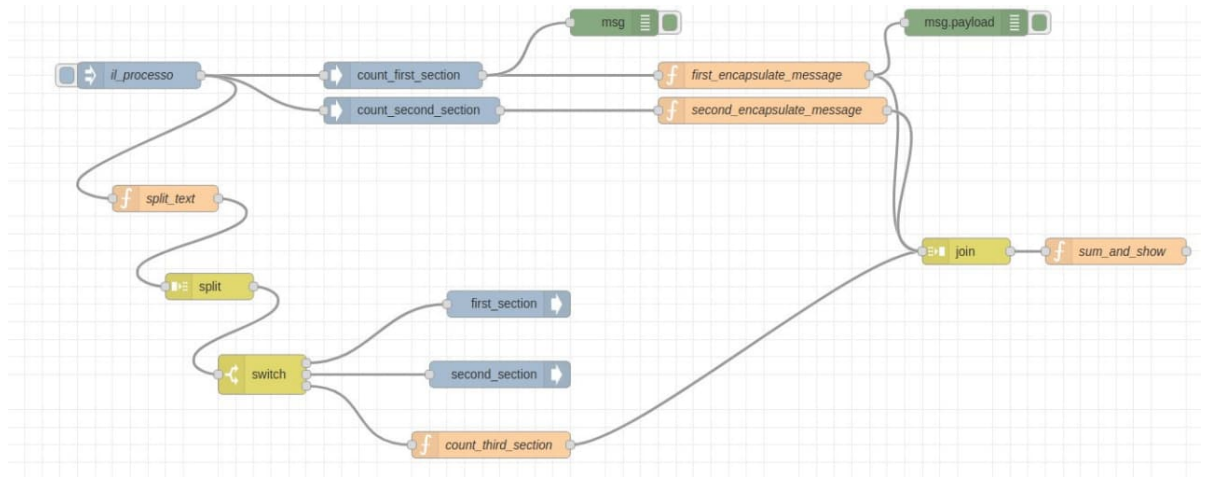 msg
msg.payload
il_processo
count_first_section
first_encapsulate_message
count_second_section
second_encapsulate_message
split_text
join
sum_and_show
split
first_section
switch
second_section
count_third_section